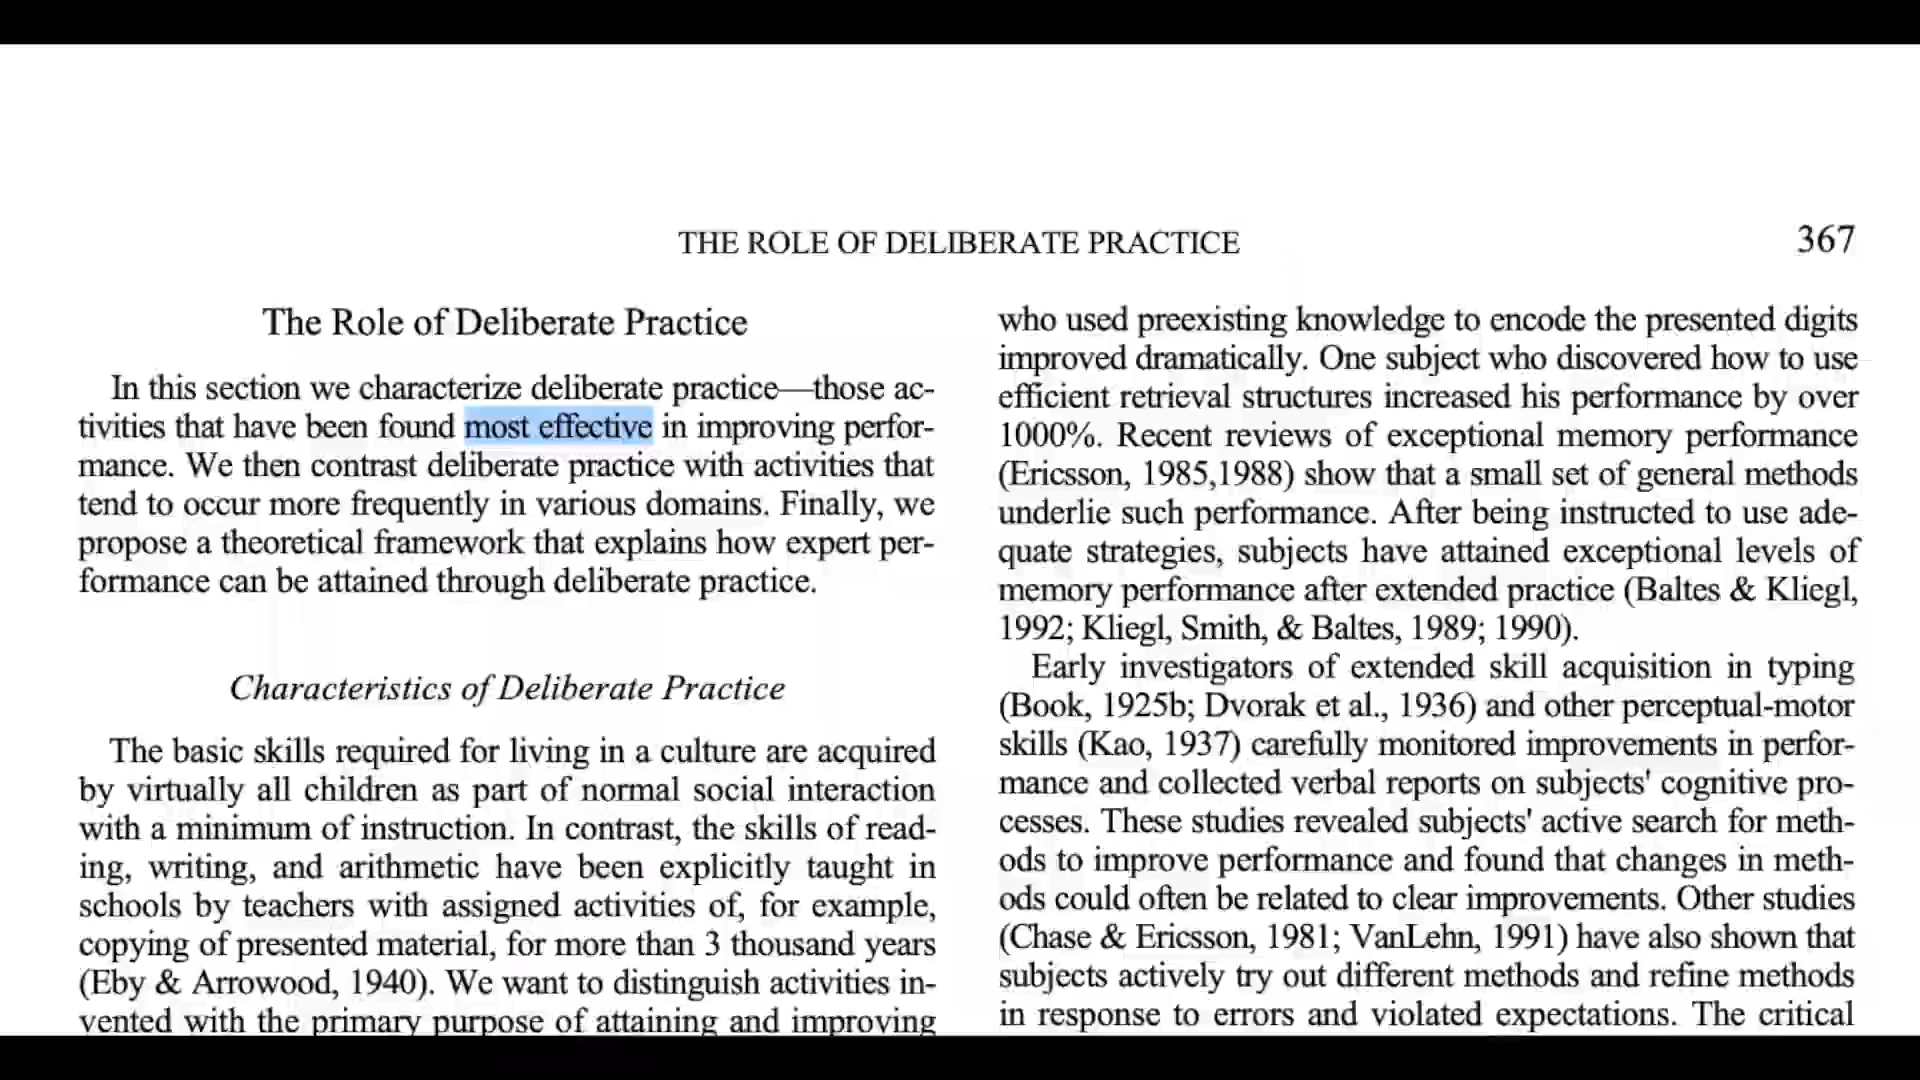 THE ROLE OF DELIBERATE PRACTICE
367
The Role of Deliberate Practice
In this section we characterize deliberate practice—those ac-
tivities that have been found most effective in improving perfor-
mance. We then contrast deliberate practice with activities that
tend to occur more frequently in various domains. Finally, we
propose a theoretical framework that explains how expert per-
formance can be attained through deliberate practice.
Characteristics of Deliberate Practice
The basic skills required for living in a culture are acquired
by virtually all children as part of normal social interaction
with a minimum of instruction. In contrast, the skills of read-
ing, writing, and arithmetic have been explicitly taught in
schools by teachers with assigned activities of, for example,
copying of presented material, for more than 3 thousand years
(Eby & Arrowood, 1940). We want to distinguish activities in-
vented with the primary purpose of attaining and improving
who used preexisting knowledge to encode the presented digits
improved dramatically. One subject who discovered how to use
efficient retrieval structures increased his performance by over
1000%. Recent reviews of exceptional memory performance
(Ericsson, 1985,1988) show that a small set of general methods
underlie such performance. After being instructed to use ade-
quate strategies, subjects have attained exceptional levels of
memory performance after extended practice (Baltes & Kliegl,
1992; Kliegl, Smith, & Baltes, 1989; 1990).
Early investigators of extended skill acquisition in typing
(Book, 1925b; Dvorak et al., 1936) and other perceptual-motor
skills (Kao, 1937) carefully monitored improvements in perfor-
mance and collected verbal reports on subjects' cognitive pro-
cesses. These studies revealed subjects' active search for meth-
ods to improve performance and found that changes in meth-
ods could often be related to clear improvements. Other studies
(Chase & Ericsson, 1981; VanLehn, 1991) have also shown that
subjects actively try out different methods and refine methods
in response to errors and violated expectations. The critical